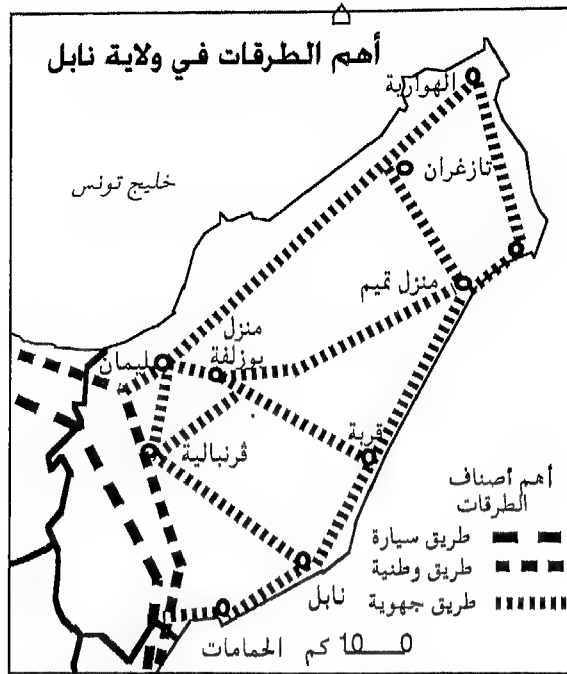 أهم الطرقات في ولاية نابل
الهوارية
تازغران
خليج تونس
منزل تميم
منزل
بوزلفة
سليمان
قربة
ڤرنبالية
أهم أصناف
الطرقات
طريق سيارة
طريق وطنية
طريق جهوية
نابل
الحمامات
كم 10 0